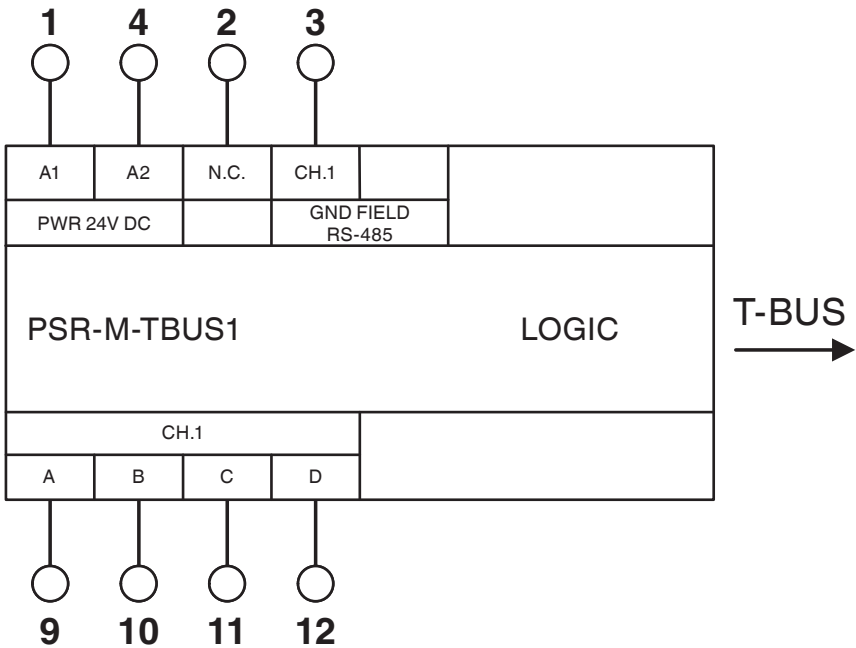 1 4 2 3
A1 A2 N.C. CH.1
PWR 24V DC GND FIELD
RS-485
PSR-M-TBUS1 LOGIC T-BUS
CH.1
A B C D
9 10 11 12